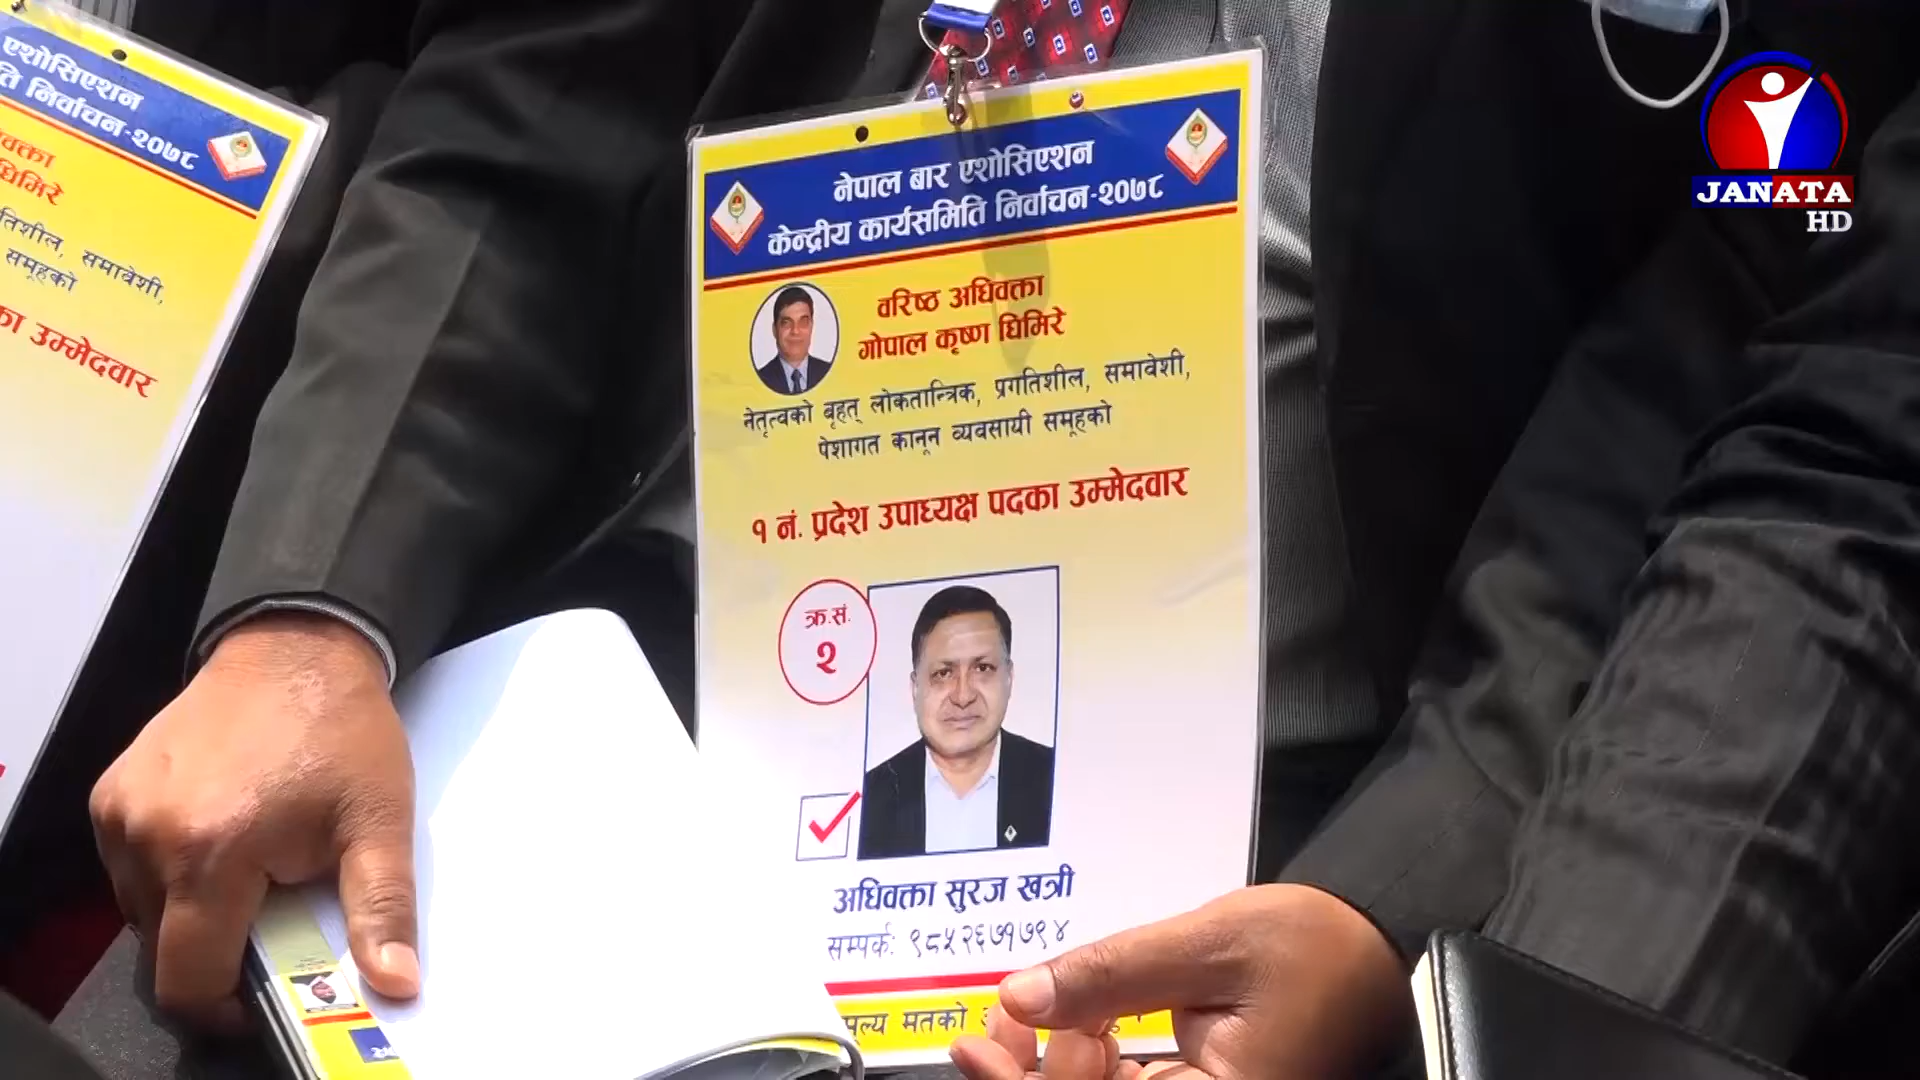 एशोसिएशन
निर्वाचन-२०७८
समावेशी,
समूहको
उम्मेदवार
नेपाल बार एशोसिएशन
केन्द्रीय कार्यसमिति निर्वाचन-२०७८
वरिष्ठ अधिवक्ता
गोपाल कृष्ण घिमिरे
नेतृत्वको बृहत् लोकतान्त्रिक, प्रगतिशील, समावेशी,
पेशागत कानून व्यवसायी समूहको
१ नं. प्रदेश उपाध्यक्ष पदका उम्मेदवार
क्र.सं.
२
अधिवक्ता सुरज खत्री
सम्पर्क: ९८५२६७१७९४
मतको
JANATA
HD